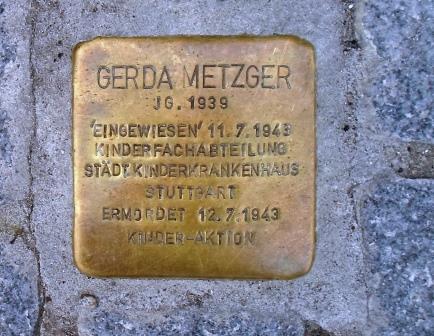 GERDA METZGER
JG. 1939
'EINGEWIESEN' 11.7.1943
KINDERFACHABTEILUNG
STÄDT. KINDERKRANKENHAUS
STUTTGART
ERMORDET 12.7.1943
KINDER-AKTION